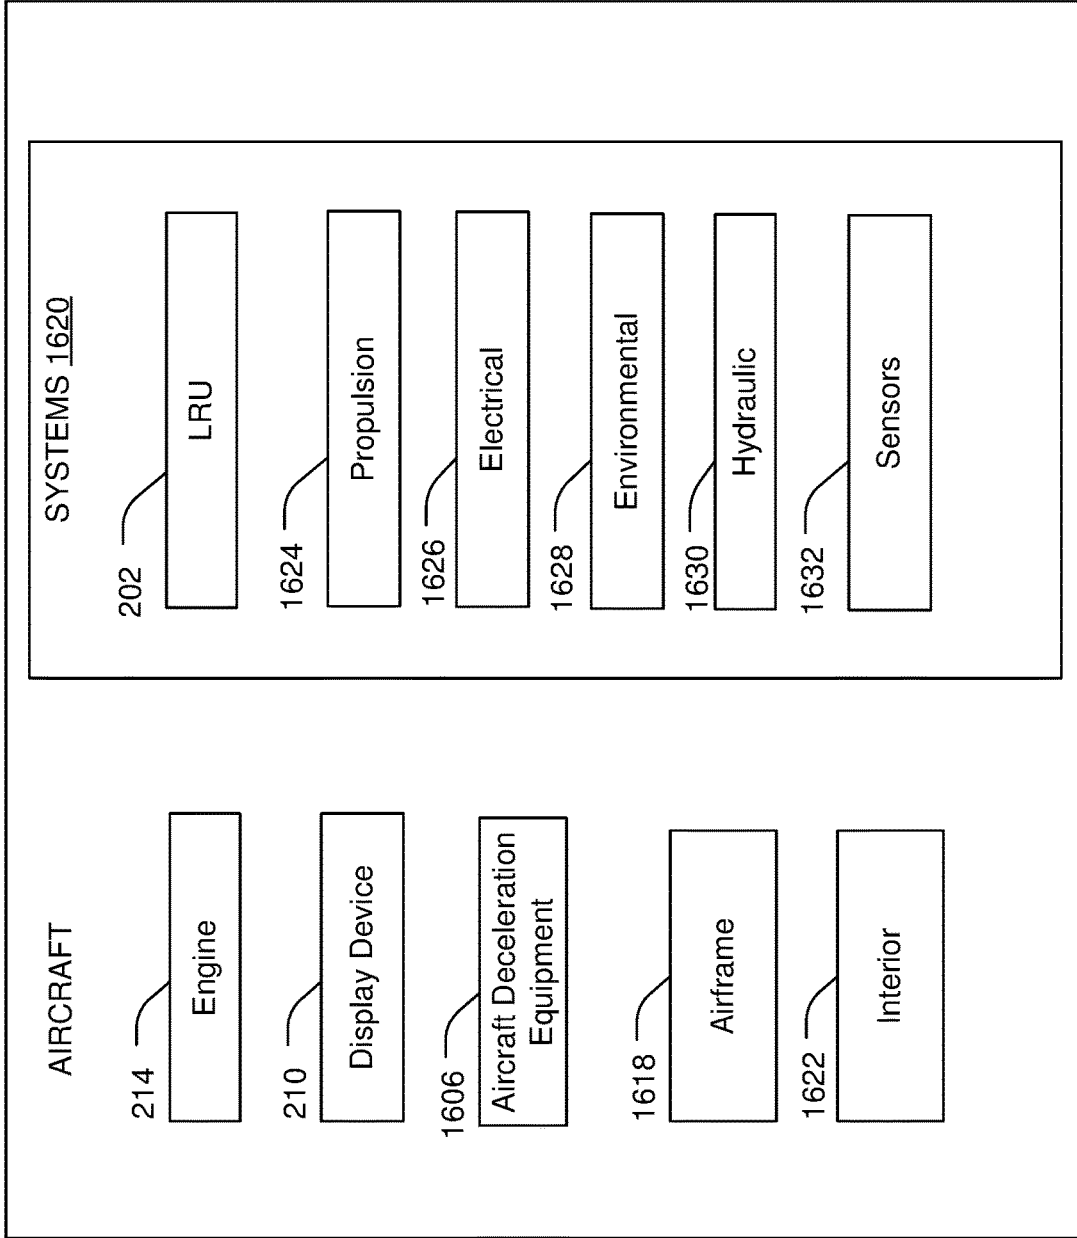 AIRCRAFT
214
Engine
210
Display Device
1606
Aircraft Deceleration
Equipment
1618
Airframe
1622
Interior
SYSTEMS 1620
202
LRU
1624
Propulsion
1626
Electrical
1628
Environmental
1630
Hydraulic
1632
Sensors